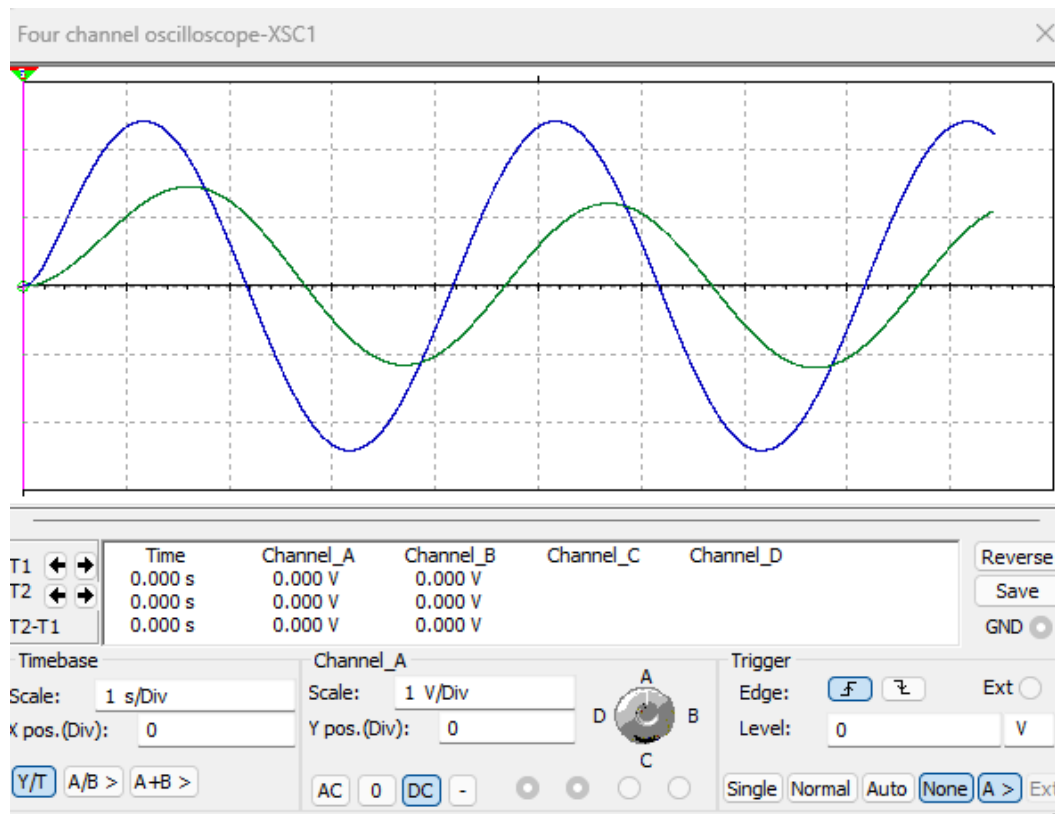 Four channel oscilloscope-XSC1
Time Channel_A Channel_B Channel_C Channel_D
T1 0.000 s 0.000 V 0.000 V
T2 0.000 s 0.000 V 0.000 V
T2-T1 0.000 s 0.000 V 0.000 V
Reverse
Save
GND
Timebase
Scale: 1 s/Div
X pos.(Div): 0
Y/T A/B > A+B >
Channel_A
Scale: 1 V/Div
Y pos.(Div): 0
AC 0 DC -
A
D B
C
Trigger
Edge: Ext
Level: 0 V
Single Normal Auto None A > Ext